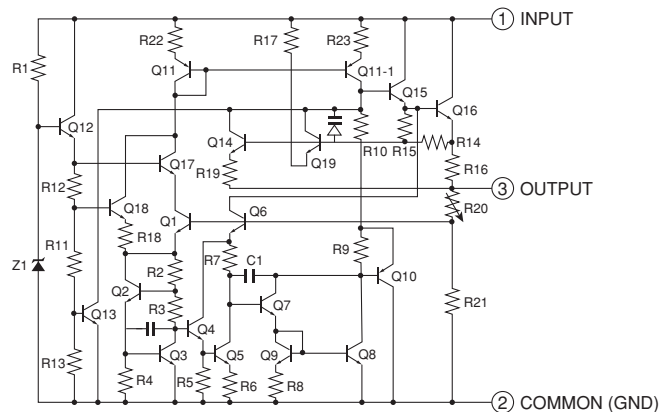 1 INPUT
R22
R17
R23
R1
Q11
Q11-1
Q15
Q16
Q12
Q14
R10
R15
R14
Q17
Q19
R16
R12
R19
3 OUTPUT
Q18
Q1
Q6
R20
R18
R11
R9
Z1
R2
R7
C1
Q10
Q2
R21
R3
Q7
Q13
Q4
R13
Q3
Q5
Q9
Q8
R4
R5
R6
R8
2 COMMON (GND)